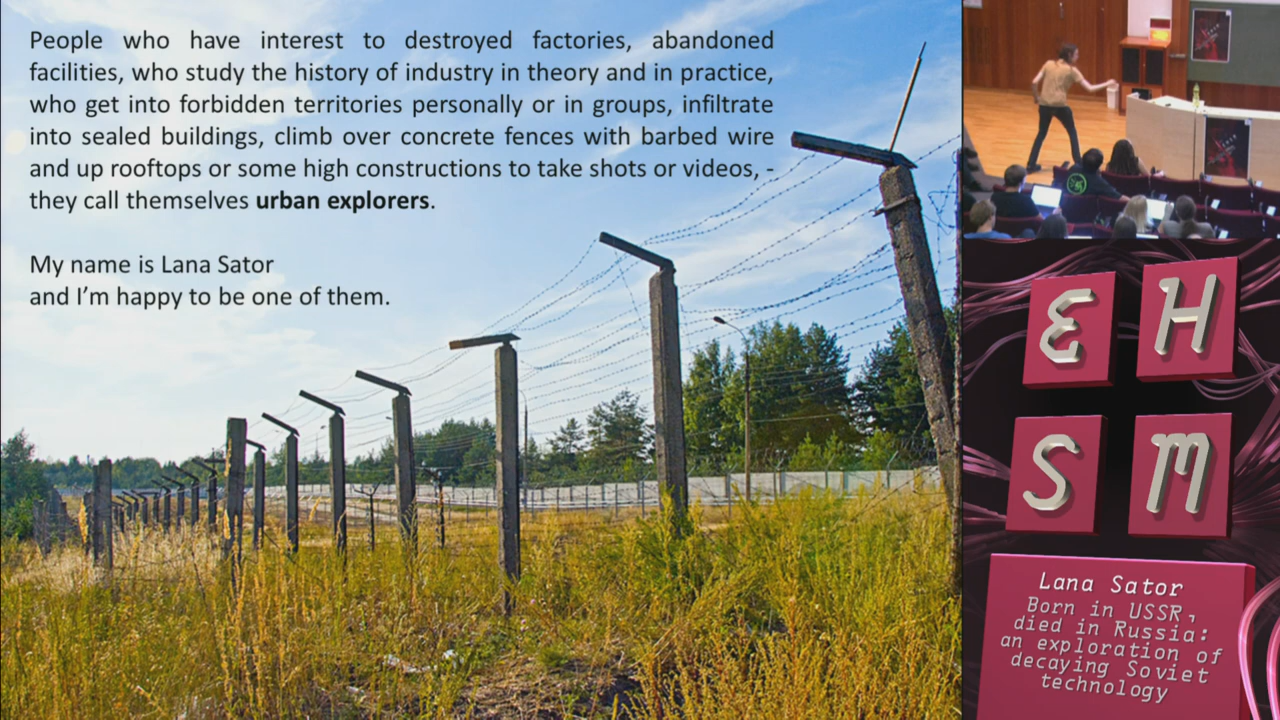 People who have interest to destroyed factories, abandoned
facilities, who study the history of industry in theory and in practice,
who get into forbidden territories personally or in groups, infiltrate
into sealed buildings, climb over concrete fences with barbed wire
and up rooftops or some high constructions to take shots or videos, -
they call themselves urban explorers.
My name is Lana Sator
and I'm happy to be one of them.
E H
S M
Lana Sator
Born in USSR,
died in Russia:
an exploration of
decaying Soviet
technology